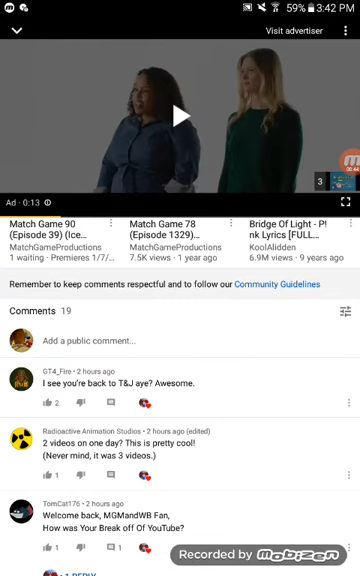 59% 3:42 PM
Visit advertiser
3
00:44
Ad · 0:13
Match Game 90
(Episode 39) (Ice...
MatchGameProductions
1 waiting · Premieres 1/7/...
Match Game 78
(Episode 1329)...
MatchGameProductions
7.5K views · 1 year ago
Bridge Of Light - P!
nk Lyrics [FULL...
KoolAlidden
6.9M views · 9 years ago
Remember to keep comments respectful and to follow our Community Guidelines
Comments 19
Add a public comment...
GT4_Fire • 2 hours ago
I see you're back to T&J aye? Awesome.
2
Radioactive Animation Studios • 2 hours ago (edited)
2 videos on one day? This is pretty cool!
(Never mind, it was 3 videos.)
1
TomCat176 • 2 hours ago
Welcome back, MGMandWB Fan,
How was Your Break off Of YouTube?
1
1
1 REPLY
Recorded by mobizen